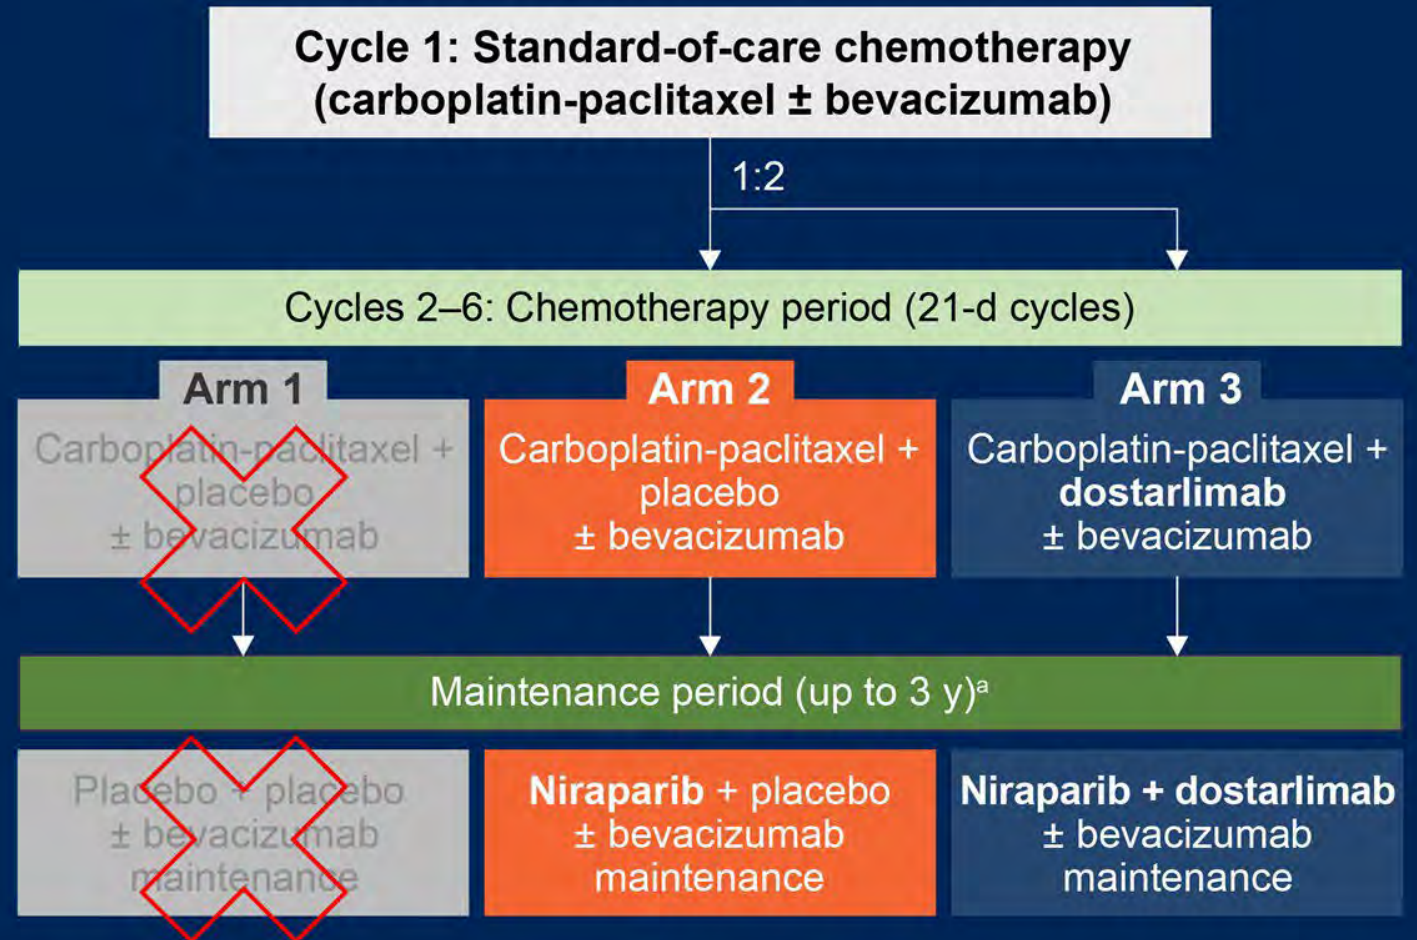 Cycle 1: Standard-of-care chemotherapy
(carboplatin-paclitaxel ± bevacizumab)
1:2
Cycles 2–6: Chemotherapy period (21-d cycles)
Arm 1
Carboplatin-paclitaxel +
placebo
± bevacizumab
Arm 2
Carboplatin-paclitaxel +
placebo
± bevacizumab
Arm 3
Carboplatin-paclitaxel +
dostarlimab
± bevacizumab
Maintenance period (up to 3 y)ᵃ
Placebo + placebo
± bevacizumab
maintenance
Niraparib + placebo
± bevacizumab
maintenance
Niraparib + dostarlimab
± bevacizumab
maintenance